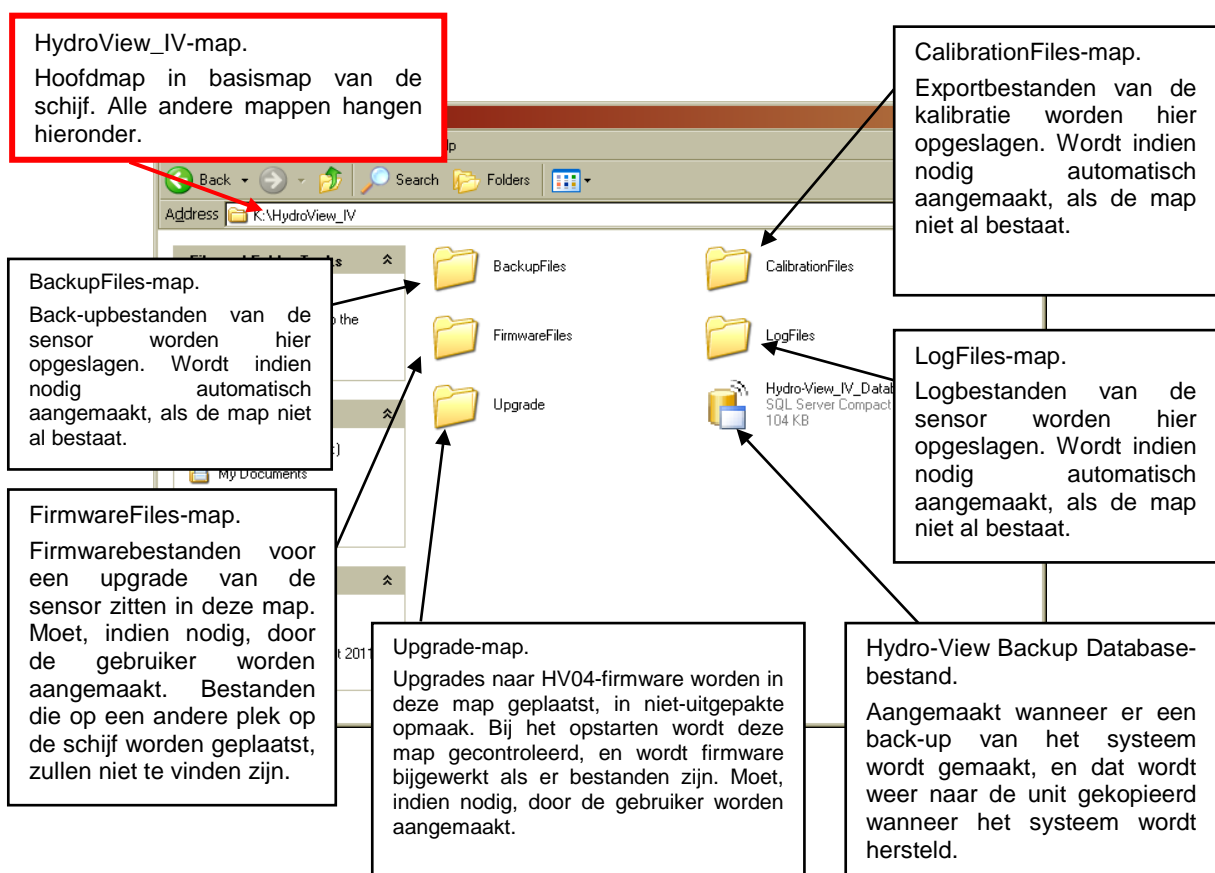 HydroView_IV-map.
Hoofdmap in basismap van de
schijf. Alle andere mappen hangen
hieronder.
CalibrationFiles-map.
Exportbestanden van de
kalibratie worden hier
opgeslagen. Wordt indien
nodig automatisch
aangemaakt, als de map
niet al bestaat.
Back
Search
Folders
Address
K:\HydroView_IV
BackupFiles
CalibrationFiles
FirmwareFiles
LogFiles
Upgrade
Hydro-View_IV_Datab
SQL Server Compact
104 KB
the
My Documents
t 2011
BackupFiles-map.
Back-upbestanden van de
sensor worden hier
opgeslagen. Wordt indien
nodig automatisch
aangemaakt, als de map niet
al bestaat.
LogFiles-map.
Logbestanden van de
sensor worden hier
opgeslagen. Wordt indien
nodig automatisch
aangemaakt, als de map
niet al bestaat.
FirmwareFiles-map.
Firmwarebestanden voor
een upgrade van de
sensor zitten in deze map.
Moet, indien nodig, door
de gebruiker worden
aangemaakt. Bestanden
die op een andere plek op
de schijf worden geplaatst,
zullen niet te vinden zijn.
Upgrade-map.
Upgrades naar HV04-firmware worden in
deze map geplaatst, in niet-uitgepakte
opmaak. Bij het opstarten wordt deze
map gecontroleerd, en wordt firmware
bijgewerkt als er bestanden zijn. Moet,
indien nodig, door de gebruiker worden
aangemaakt.
Hydro-View Backup Database-
bestand.
Aangemaakt wanneer er een
back-up van het systeem
wordt gemaakt, en dat wordt
weer naar de unit gekopieerd
wanneer het systeem wordt
hersteld.